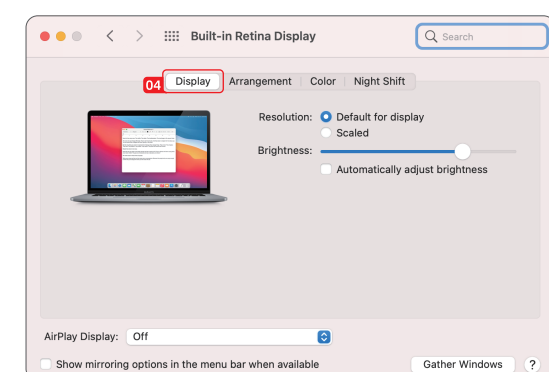 Built-in Retina Display
Search
04 Display Arrangement Color Night Shift
Resolution: Default for display
Scaled
Brightness:
Automatically adjust brightness
AirPlay Display: Off
Show mirroring options in the menu bar when available
Gather Windows ?